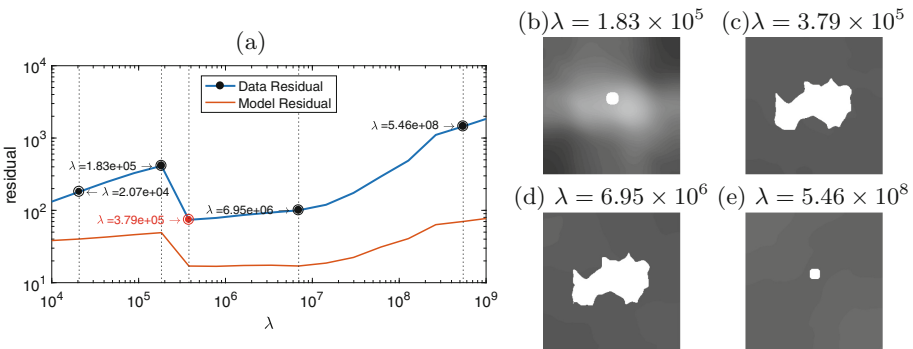 (a)
residual
10^4
10^3
10^2
10^1
Data Residual
Model Residual
λ =1.83e+05 →
← λ =2.07e+04
λ =3.79e+05 →
λ =6.95e+06 →
λ =5.46e+08 →
10^4 10^5 10^6 10^7 10^8 10^9
λ
(b) λ = 1.83 × 10^5
(c) λ = 3.79 × 10^5
(d) λ = 6.95 × 10^6
(e) λ = 5.46 × 10^8